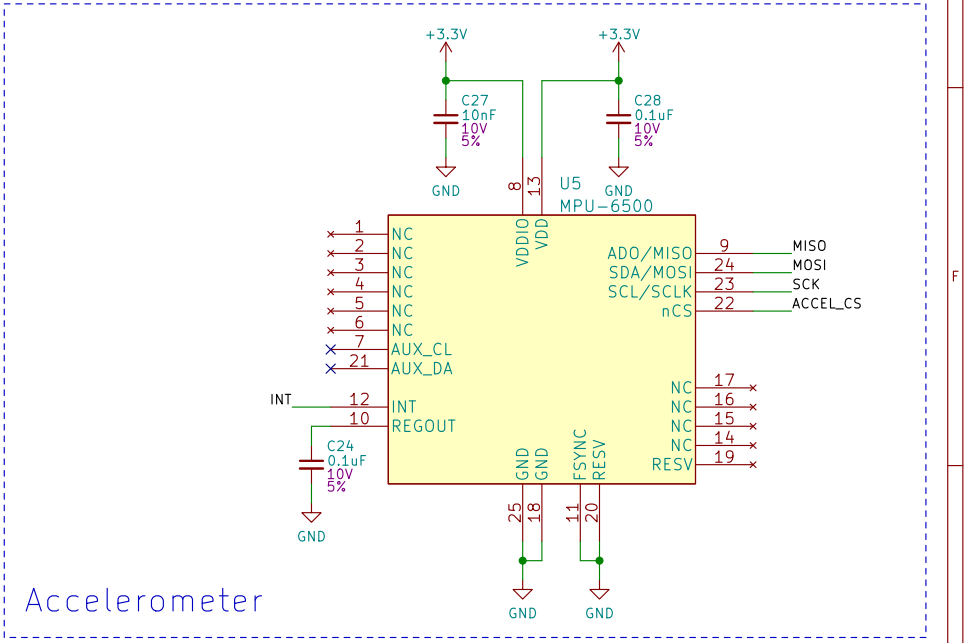 +3.3V
+3.3V
C27
10nF
10V
5%
C28
0.1uF
10V
5%
GND
GND
8
13
U5
MPU-6500
VDDIO
VDD
1 NC
2 NC
3 NC
4 NC
5 NC
6 NC
7 AUX_CL
21 AUX_DA
ADO/MISO 9 MISO
SDA/MOSI 24 MOSI
SCL/SCLK 23 SCK
nCS 22 ACCEL_CS
F
INT 12 INT
10 REGOUT
NC 17
NC 16
NC 15
NC 14
RESV 19
C24
0.1uF
10V
5%
GND
GND
GND
FSYNC
RESV
25
18
11
20
GND
GND
Accelerometer